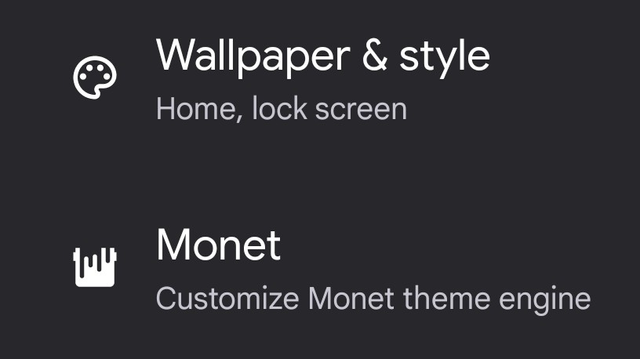 Wallpaper & style
Home, lock screen
Monet
Customize Monet theme engine